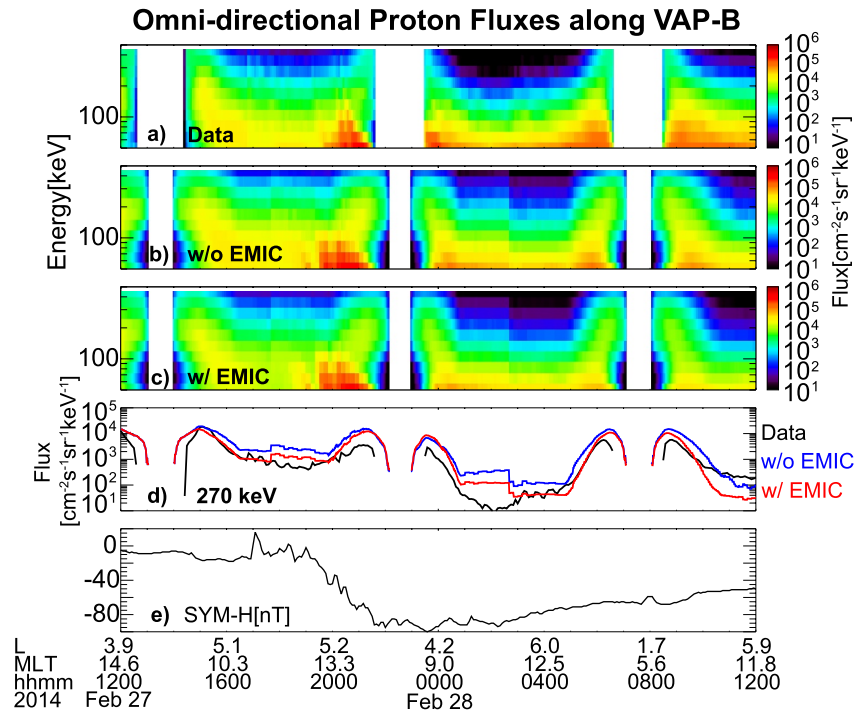 Omni-directional Proton Fluxes along VAP-B
Energy[keV]
100
a) Data
10^6
10^5
10^4
10^3
10^2
10^1
100
b) w/o EMIC
10^6
10^5
10^4
10^3
10^2
10^1
100
c) w/ EMIC
10^6
10^5
10^4
10^3
10^2
10^1
Flux[cm^-2s^-1sr^-1keV^-1]
Flux
[cm^-2s^-1sr^-1keV^-1]
10^5
10^4
10^3
10^2
10^1
d) 270 keV
Data
w/o EMIC
w/ EMIC
0
-40
-80
e) SYM-H[nT]
L 3.9 5.1 5.2 4.2 6.0 1.7 5.9
MLT 14.6 10.3 13.3 9.0 12.5 5.6 11.8
hhmm 1200 1600 2000 0000 0400 0800 1200
2014 Feb 27 Feb 28